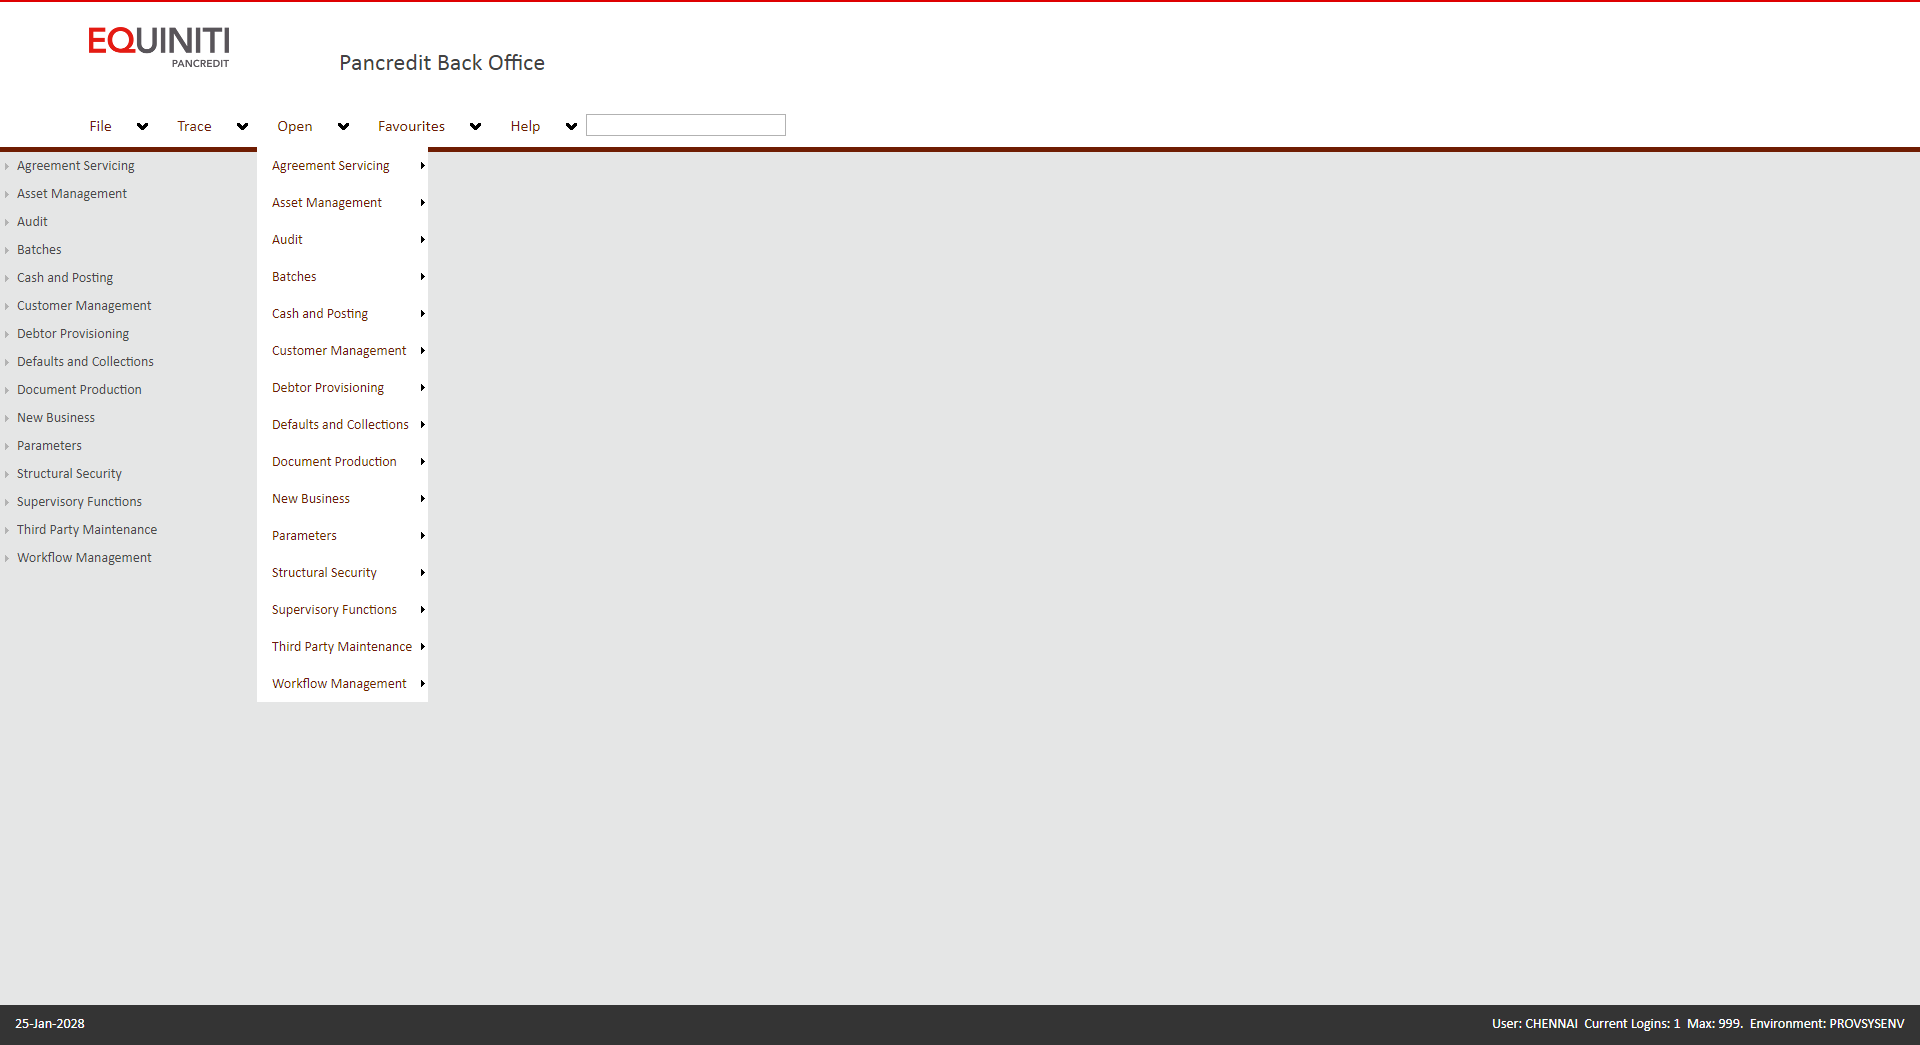 EQUINITI
PANCREDIT
Pancredit Back Office
File Trace Open Favourites Help
Agreement Servicing
Asset Management
Audit
Batches
Cash and Posting
Customer Management
Debtor Provisioning
Defaults and Collections
Document Production
New Business
Parameters
Structural Security
Supervisory Functions
Third Party Maintenance
Workflow Management
Agreement Servicing
Asset Management
Audit
Batches
Cash and Posting
Customer Management
Debtor Provisioning
Defaults and Collections
Document Production
New Business
Parameters
Structural Security
Supervisory Functions
Third Party Maintenance
Workflow Management
25-Jan-2028
User: CHENNAI Current Logins: 1 Max: 999. Environment: PROVSYSENV